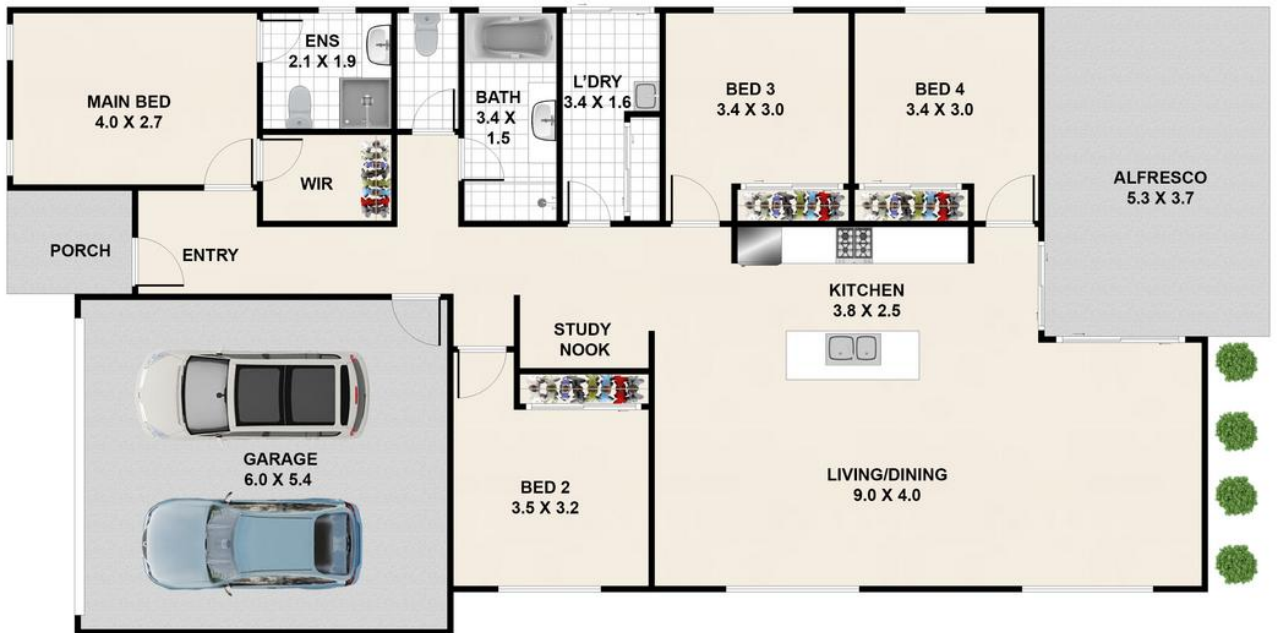 MAIN BED
4.0 X 2.7
ENS
2.1 X 1.9
WIR
BATH
3.4 X
1.5
L'DRY
3.4 X 1.6
BED 3
3.4 X 3.0
BED 4
3.4 X 3.0
ALFRESCO
5.3 X 3.7
PORCH
ENTRY
KITCHEN
3.8 X 2.5
STUDY
NOOK
GARAGE
6.0 X 5.4
BED 2
3.5 X 3.2
LIVING/DINING
9.0 X 4.0